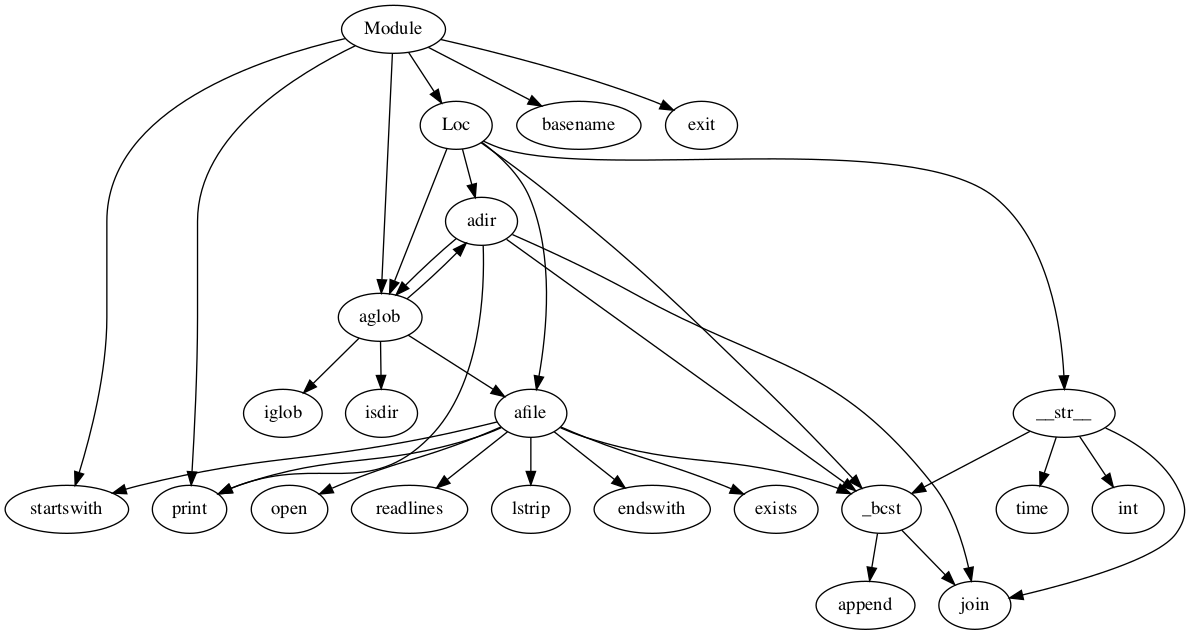 Module
Loc
basename
exit
adir
aglob
iglob
isdir
afile
__str__
startswith
print
open
readlines
lstrip
endswith
exists
_bcst
time
int
append
join